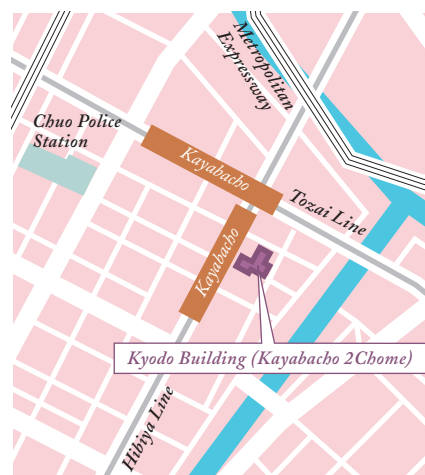 Metropolitan
Expressway
Chuo Police
Station
Kayabacho
Tozai Line
Kayabacho
Kyodo Building (Kayabacho 2Chome)
Hibiya Line